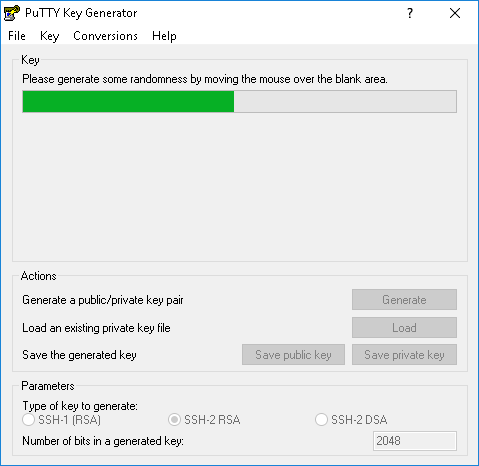 PuTTY Key Generator
File Key Conversions Help
Key
Please generate some randomness by moving the mouse over the blank area.
Actions
Generate a public/private key pair
Generate
Load an existing private key file
Load
Save the generated key
Save public key
Save private key
Parameters
Type of key to generate:
SSH-1 (RSA)
SSH-2 RSA
SSH-2 DSA
Number of bits in a generated key:
2048